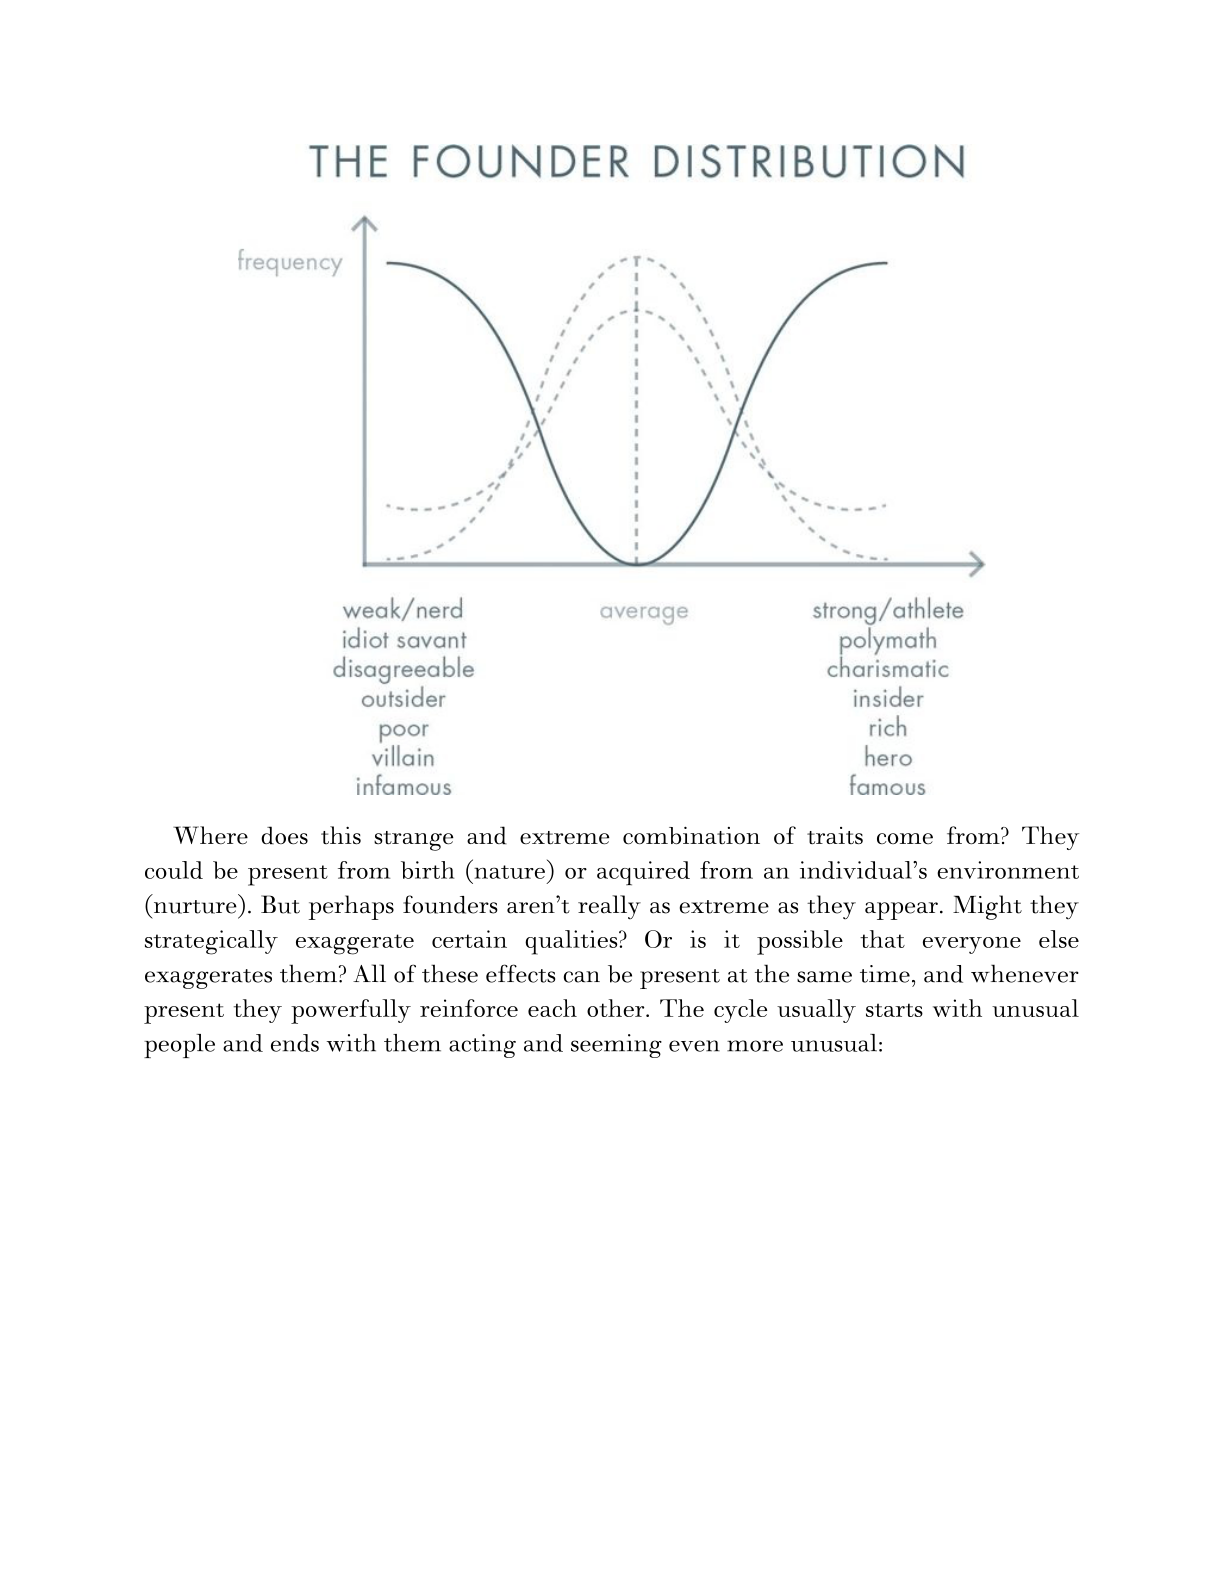 THE FOUNDER DISTRIBUTION
frequency
weak/nerd
idiot savant
disagreeable
outsider
poor
villain
infamous
average
strong/athlete
polymath
charismatic
insider
rich
hero
famous
Where does this strange and extreme combination of traits come from? They
could be present from birth (nature) or acquired from an individual’s environment
(nurture). But perhaps founders aren’t really as extreme as they appear. Might they
strategically exaggerate certain qualities? Or is it possible that everyone else
exaggerates them? All of these effects can be present at the same time, and whenever
present they powerfully reinforce each other. The cycle usually starts with unusual
people and ends with them acting and seeming even more unusual: